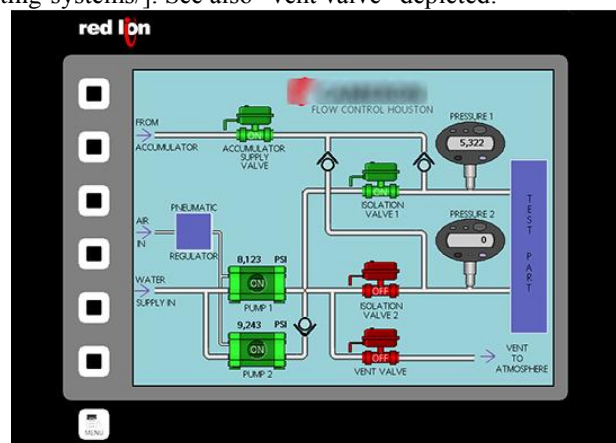 ting-systems/]. See also "vent valve" depicted.
red lion
FLOW CONTROL HOUSTON
FROM
ACCUMULATOR
ACCUMULATOR
SUPPLY
VALVE
ON
PRESSURE 1
5,322
ON
ISOLATION
VALVE 1
PNEUMATIC
REGULATOR
AIR
IN
PRESSURE 2
0
TEST PART
WATER
SUPPLY IN
8,123 PSI
ON
PUMP 1
OFF
ISOLATION
VALVE 2
9,243 PSI
ON
PUMP 2
OFF
VENT VALVE
VENT
TO
ATMOSPHERE
MENU